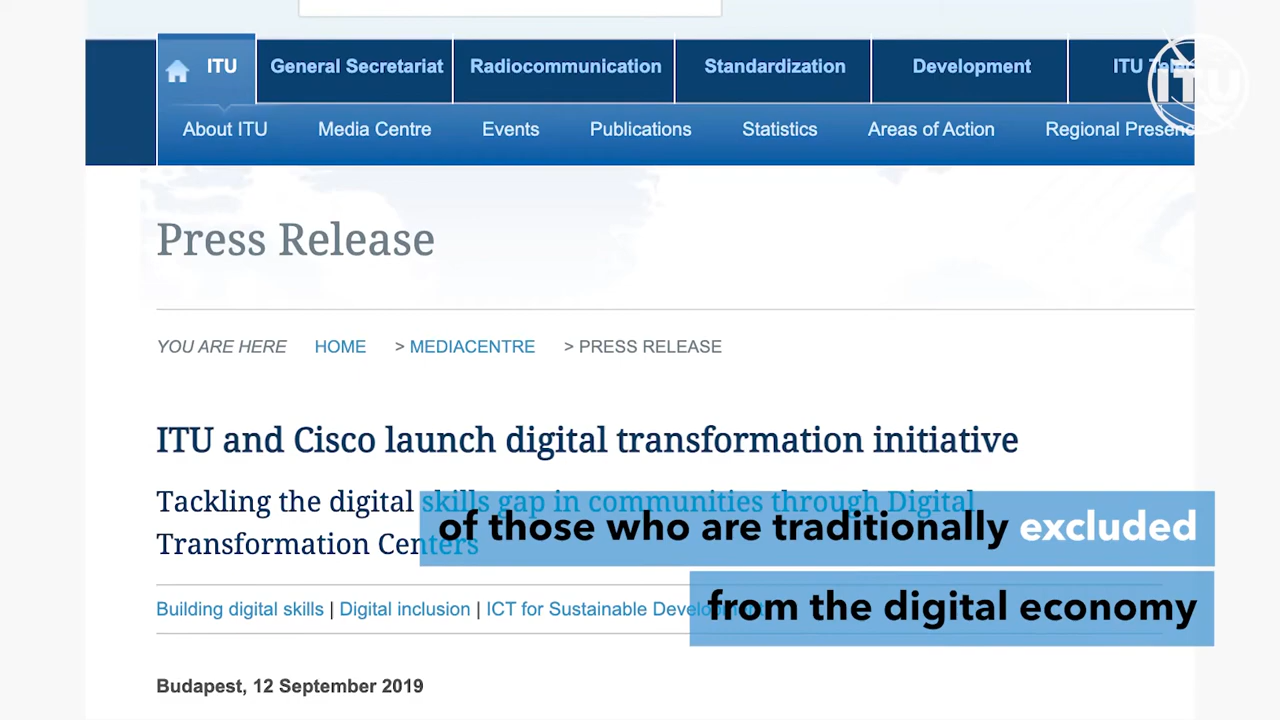 ITU
General Secretariat
Radiocommunication
Standardization
Development
ITU
ITU
About ITU
Media Centre
Events
Publications
Statistics
Areas of Action
Regional Presenc
Press Release
YOU ARE HERE HOME > MEDIACENTRE > PRESS RELEASE
ITU and Cisco launch digital transformation initiative
Tackling the digital skills gap in communities through Digital
Transformation Centers
of those who are traditionally excluded
from the digital economy
Building digital skills | Digital inclusion | ICT for Sustainable
Budapest, 12 September 2019